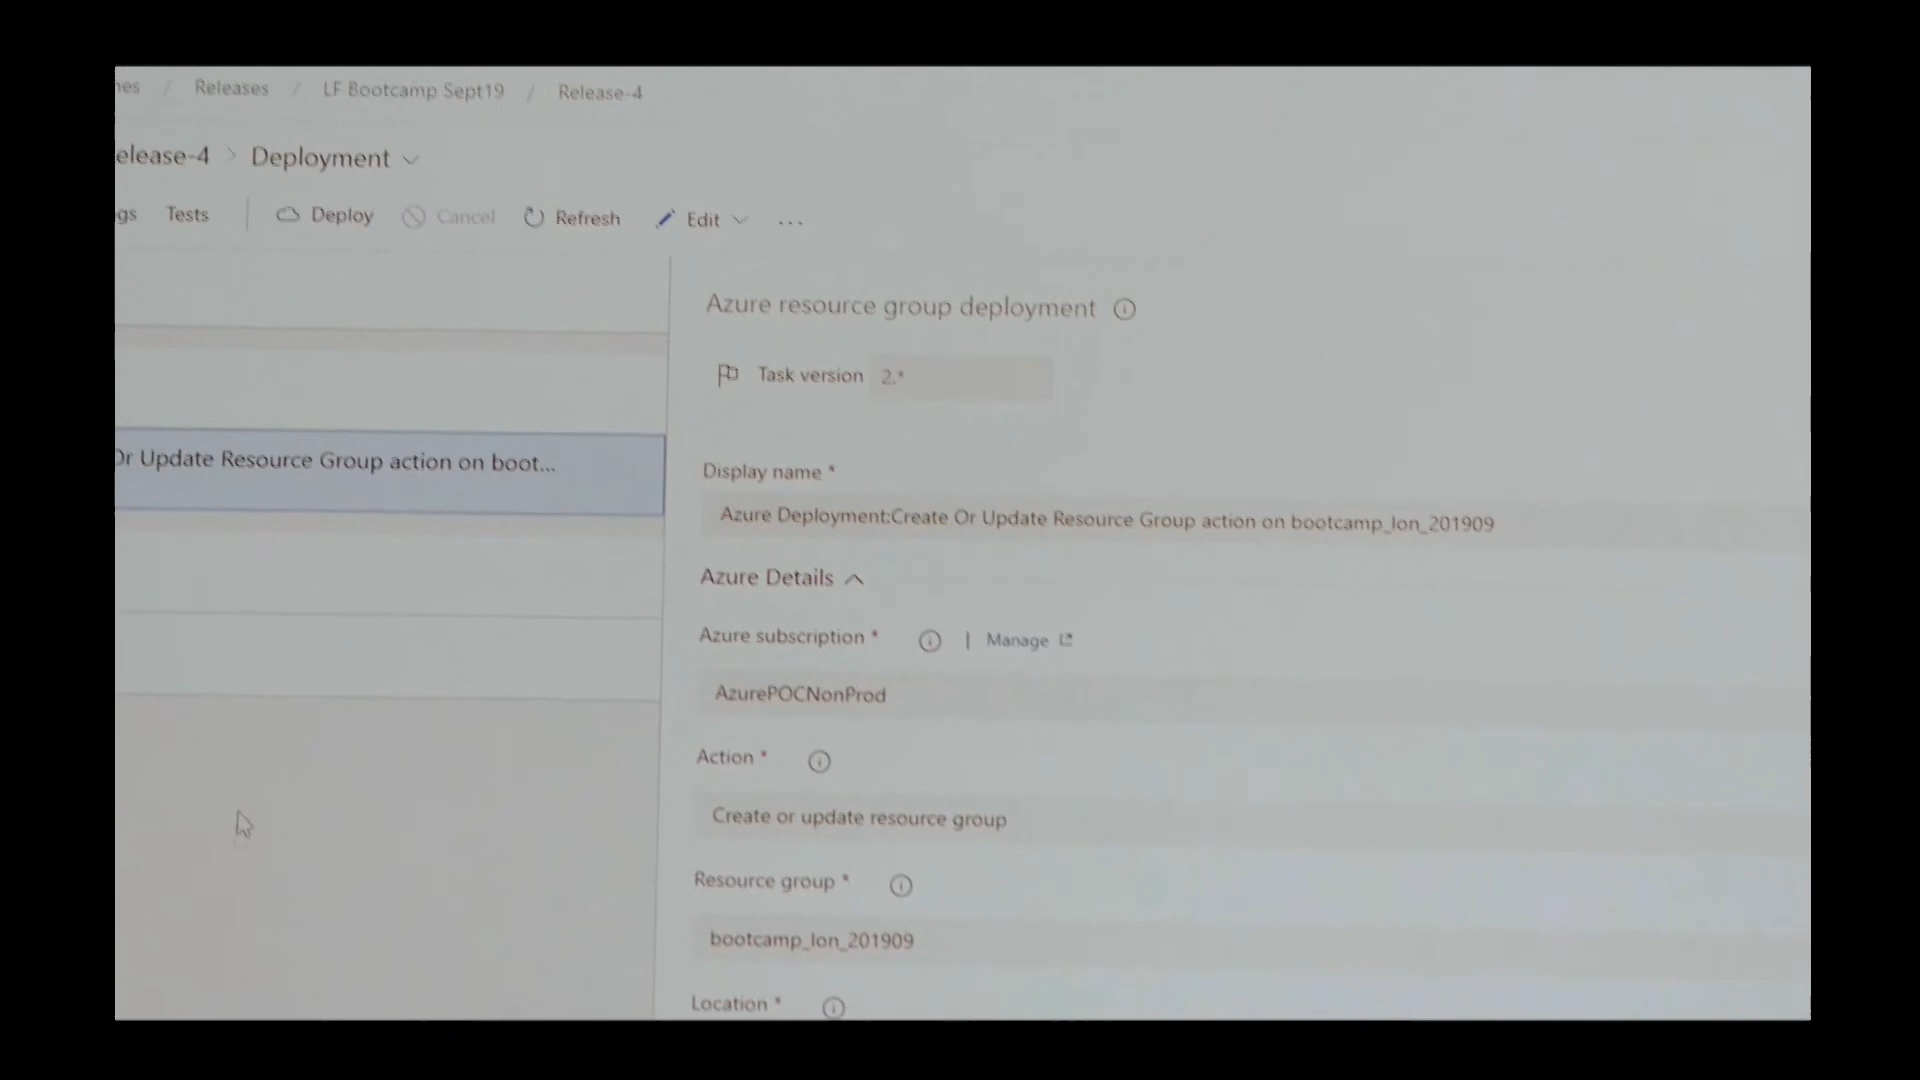 nes / Releases / LF Bootcamp Sept19 / Release-4
elease-4 > Deployment
gs Tests Deploy Cancel Refresh Edit ...
Azure resource group deployment
Task version 2.*
Or Update Resource Group action on boot...
Display name *
Azure Deployment:Create Or Update Resource Group action on bootcamp_lon_201909
Azure Details
Azure subscription * | Manage
AzurePOCNonProd
Action *
Create or update resource group
Resource group *
bootcamp_lon_201909
Location *